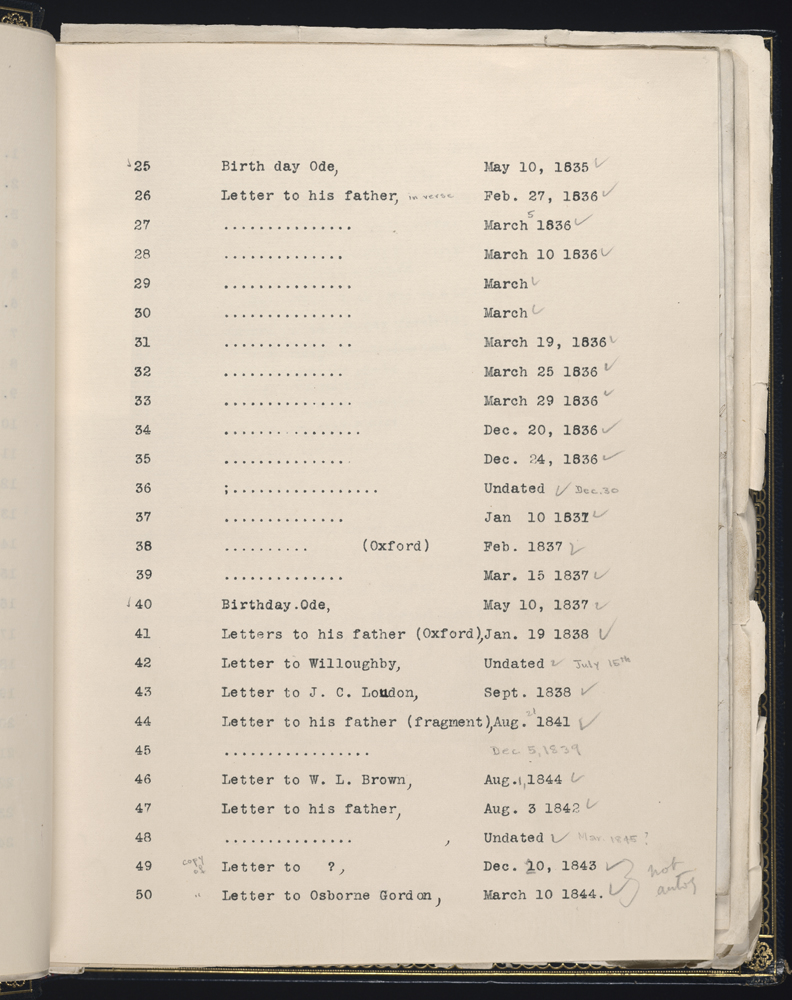 25 Birth day Ode, May 10, 1835 ✓
26 Letter to his father, in verse Feb. 27, 1836 ✓
27 ............... March 5 1836 ✓
28 .............. March 10 1836 ✓
29 ............... March ✓
30 ............... March ✓
31 ............ .. March 19, 1836 ✓
32 .............. March 25 1836 ✓
33 ............... March 29 1836 ✓
34 ................ Dec. 20, 1836 ✓
35 ............... Dec. 24, 1836 ✓
36 ;................. Undated ✓ Dec. 30
37 .............. Jan 10 1837 ✓
38 .......... (Oxford) Feb. 1837 ✓
39 .............. Mar. 15 1837 ✓
40 Birthday.Ode, May 10, 1837 ✓
41 Letters to his father (Oxford), Jan. 19 1838 ✓
42 Letter to Willoughby, Undated ✓ July 15th
43 Letter to J. C. Loudon, Sept. 1838 ✓
44 Letter to his father (fragment), Aug. 21 1841 ✓
45 ................. Dec 5, 1839
46 Letter to W. L. Brown, Aug. 1, 1844 ✓
47 Letter to his father, Aug. 3 1842 ✓
48 ............... , Undated ✓ Mar. 1845?
49 copy Letter to ?, Dec. 10, 1843 ✓ not
50 " Letter to Osborne Gordon, March 10 1844. ✓ autog